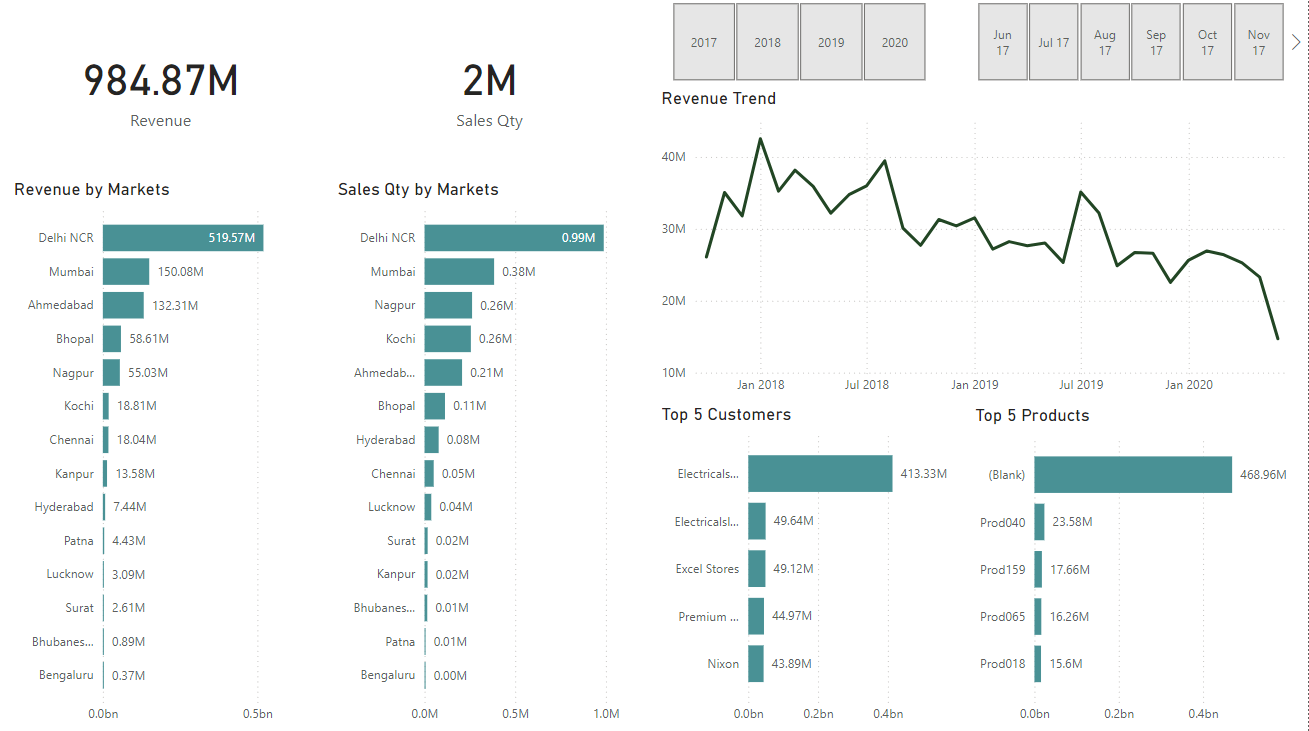 984.87M
Revenue
2M
Sales Qty
2017
2018
2019
2020
Jun
17
Jul 17
Aug
17
Sep
17
Oct
17
Nov
17
Revenue by Markets
Delhi NCR 519.57M
Mumbai 150.08M
Ahmedabad 132.31M
Bhopal 58.61M
Nagpur 55.03M
Kochi 18.81M
Chennai 18.04M
Kanpur 13.58M
Hyderabad 7.44M
Patna 4.43M
Lucknow 3.09M
Surat 2.61M
Bhubanes... 0.89M
Bengaluru 0.37M
0.0bn 0.5bn
Sales Qty by Markets
Delhi NCR 0.99M
Mumbai 0.38M
Nagpur 0.26M
Kochi 0.26M
Ahmedab... 0.21M
Bhopal 0.11M
Hyderabad 0.08M
Chennai 0.05M
Lucknow 0.04M
Surat 0.02M
Kanpur 0.02M
Bhubanes... 0.01M
Patna 0.01M
Bengaluru 0.00M
0.0M 0.5M 1.0M
Revenue Trend
40M
30M
20M
10M
Jan 2018 Jul 2018 Jan 2019 Jul 2019 Jan 2020
Top 5 Customers
Electricals... 413.33M
Electricalsl... 49.64M
Excel Stores 49.12M
Premium ... 44.97M
Nixon 43.89M
0.0bn 0.2bn 0.4bn
Top 5 Products
(Blank) 468.96M
Prod040 23.58M
Prod159 17.66M
Prod065 16.26M
Prod018 15.6M
0.0bn 0.2bn 0.4bn